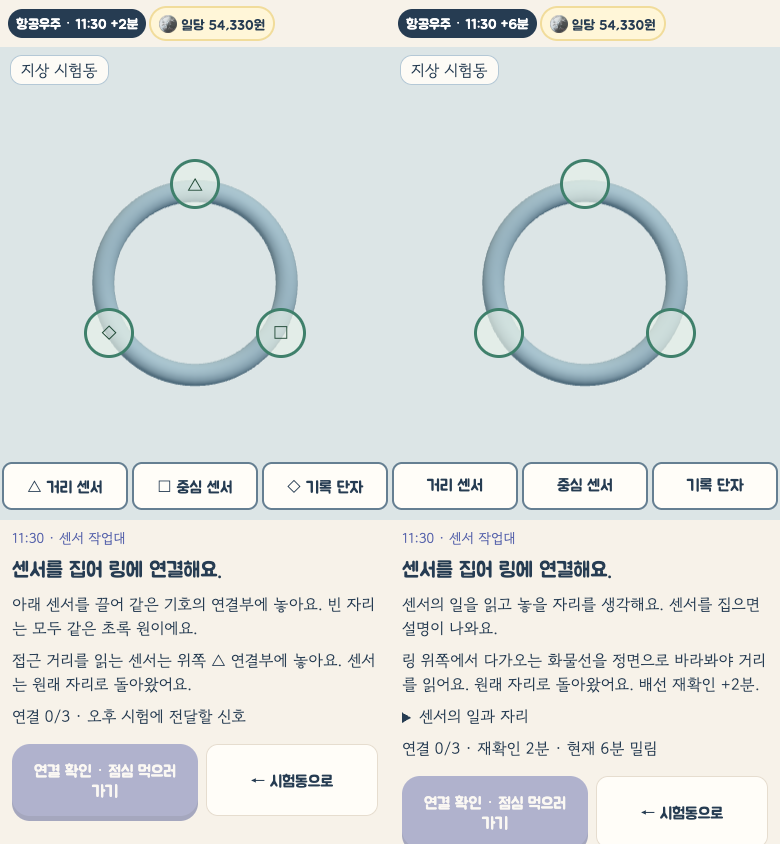 항공우주 · 11:30 +2분
일당 54,330원
지상 시험동
△
◇
□
△ 거리 센서
□ 중심 센서
◇ 기록 단자
11:30 · 센서 작업대
센서를 집어 링에 연결해요.
아래 센서를 끌어 같은 기호의 연결부에 놓아요. 빈 자리
는 모두 같은 초록 원이에요.
접근 거리를 읽는 센서는 위쪽 △ 연결부에 놓아요. 센서
는 원래 자리로 돌아왔어요.
연결 0/3 · 오후 시험에 전달할 신호
연결 확인 · 점심 먹으러
가기
← 시험동으로
항공우주 · 11:30 +6분
일당 54,330원
지상 시험동
거리 센서
중심 센서
기록 단자
11:30 · 센서 작업대
센서를 집어 링에 연결해요.
센서의 일을 읽고 놓을 자리를 생각해요. 센서를 집으면
설명이 나와요.
링 위쪽에서 다가오는 화물선을 정면으로 바라봐야 거리
를 읽어요. 원래 자리로 돌아왔어요. 배선 재확인 +2분.
▶ 센서의 일과 자리
연결 0/3 · 재확인 2분 · 현재 6분 밀림
연결 확인 · 점심 먹으러
가기
← 시험동으로